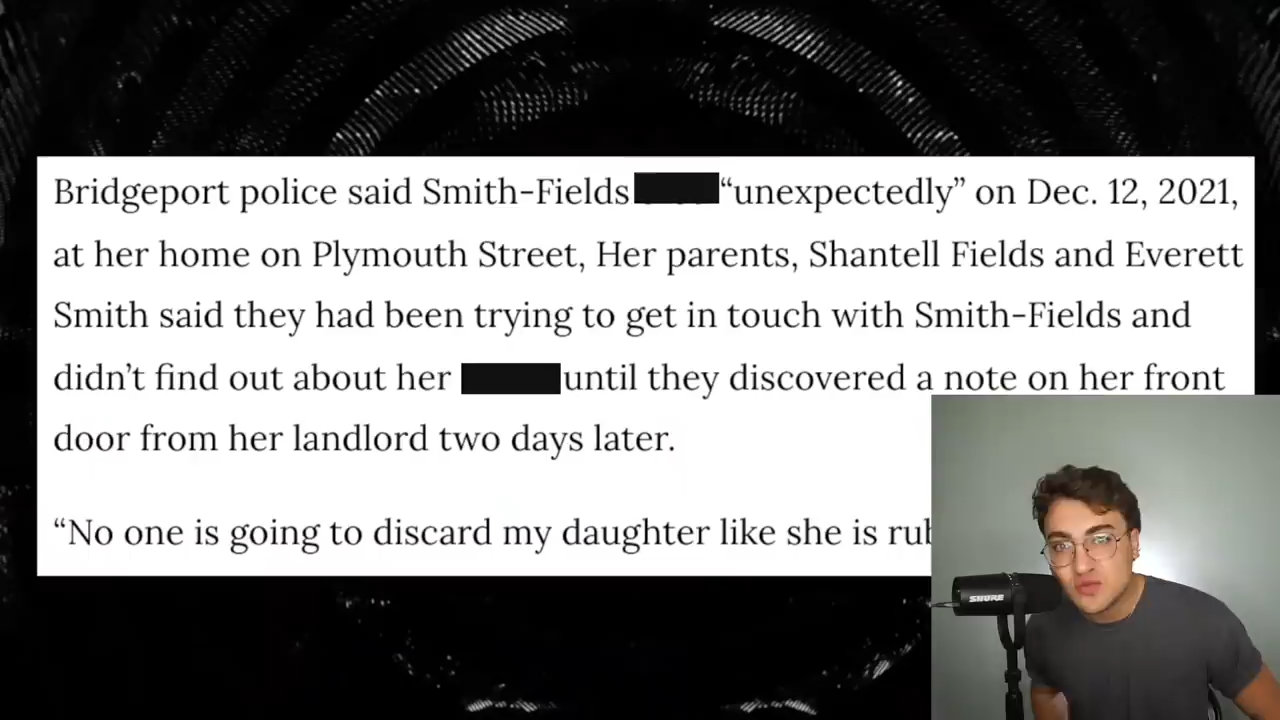 Bridgeport police said Smith-Fields “unexpectedly” on Dec. 12, 2021,
at her home on Plymouth Street, Her parents, Shantell Fields and Everett
Smith said they had been trying to get in touch with Smith-Fields and
didn’t find out about her until they discovered a note on her front
door from her landlord two days later.
“No one is going to discard my daughter like she is
SHURE